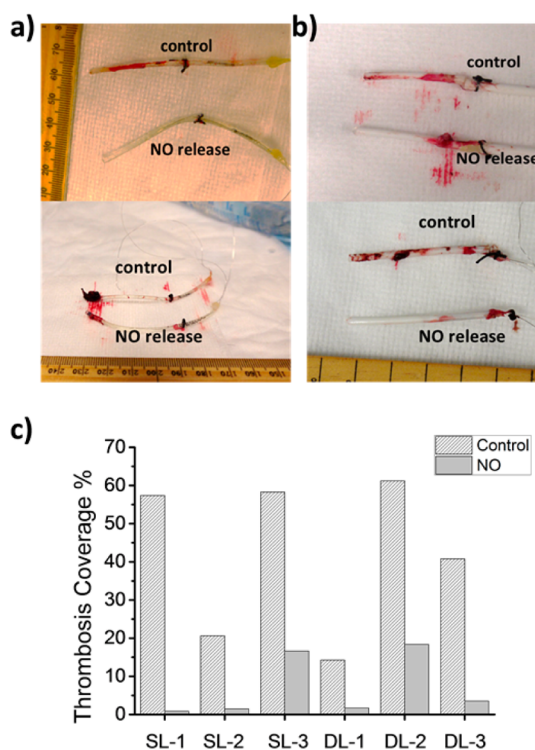 a)
b)
control
NO release
control
NO release
control
NO release
control
NO release
c)
Thrombosis Coverage %
70
60
50
40
30
20
10
0
Control
NO
SL-1 SL-2 SL-3 DL-1 DL-2 DL-3